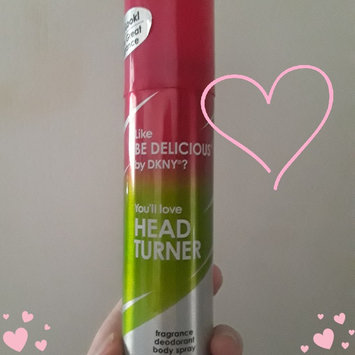 Like
BE DELICIOUS
by DKNY®?
You'll love
HEAD
TURNER
fragrance
deodorant
body spray